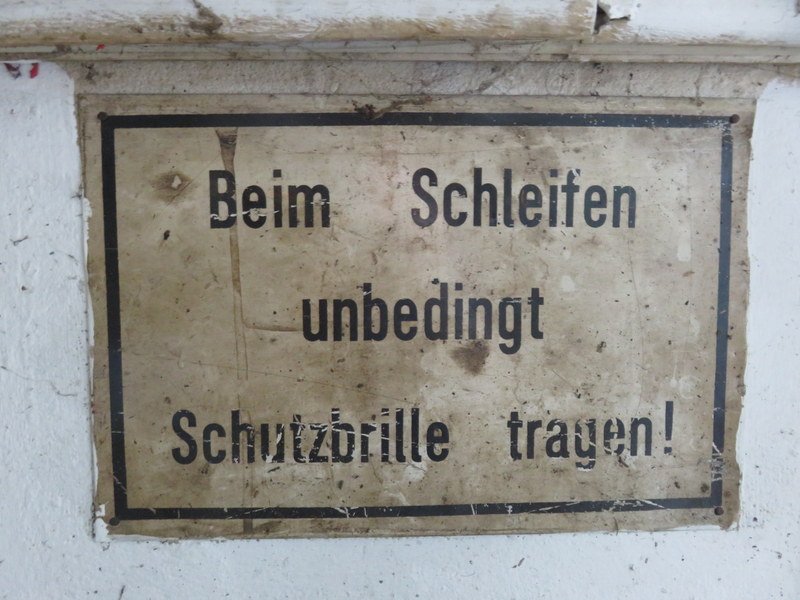 Beim Schleifen
unbedingt
Schutzbrille tragen!